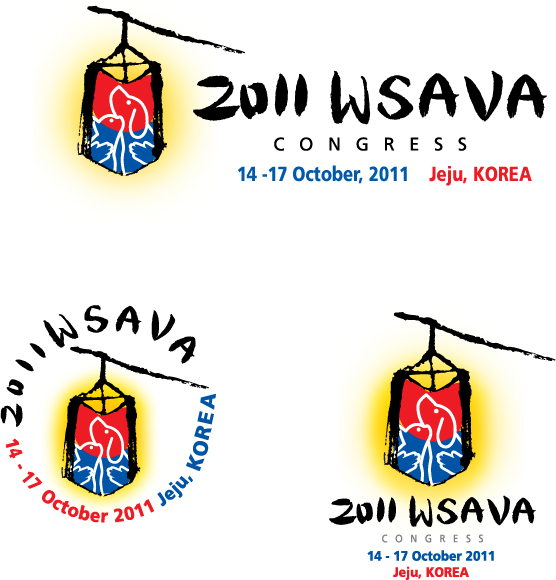 2011 WSAVA
CONGRESS
14 -17 October, 2011 Jeju, KOREA
2011 WSAVA
14 - 17 October 2011 Jeju, KOREA
2011 WSAVA
CONGRESS
14 - 17 October 2011
Jeju, KOREA